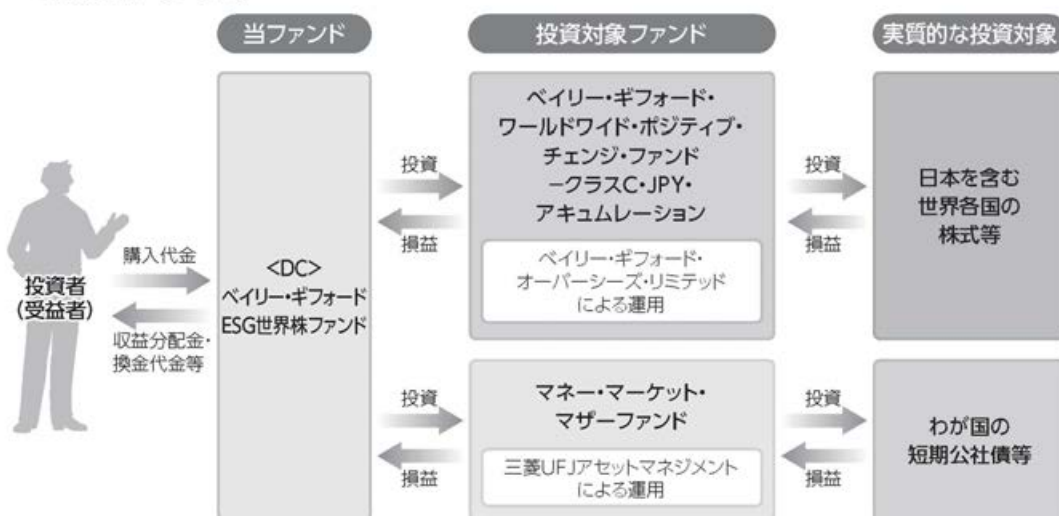 当ファンド
投資対象ファンド
実質的な投資対象
投資者
(受益者)
購入代金
収益分配金・
換金代金等
<DC>
ベイリー・ギフォード
ESG世界株ファンド
投資
損益
ベイリー・ギフォード・
ワールドワイド・ポジティブ・
チェンジ・ファンド
－クラスC・JPY・
アキュムレーション
ベイリー・ギフォード・
オーバーシーズ・リミテッド
による運用
投資
損益
日本を含む
世界各国の
株式等
投資
損益
マネー・マーケット・
マザーファンド
三菱UFJアセットマネジメント
による運用
投資
損益
わが国の
短期公社債等